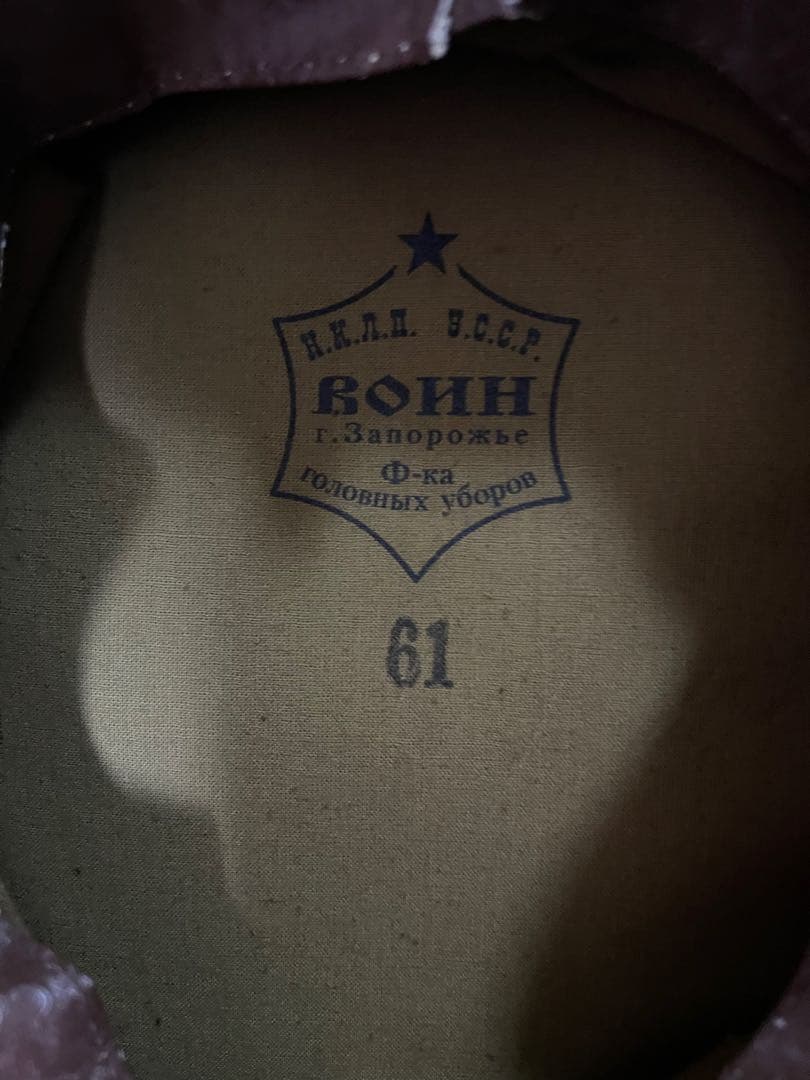 Н.К.Л.П. У.С.С.Р.
ВОИН
г.Запорожье
Ф-ка
головных уборов
61